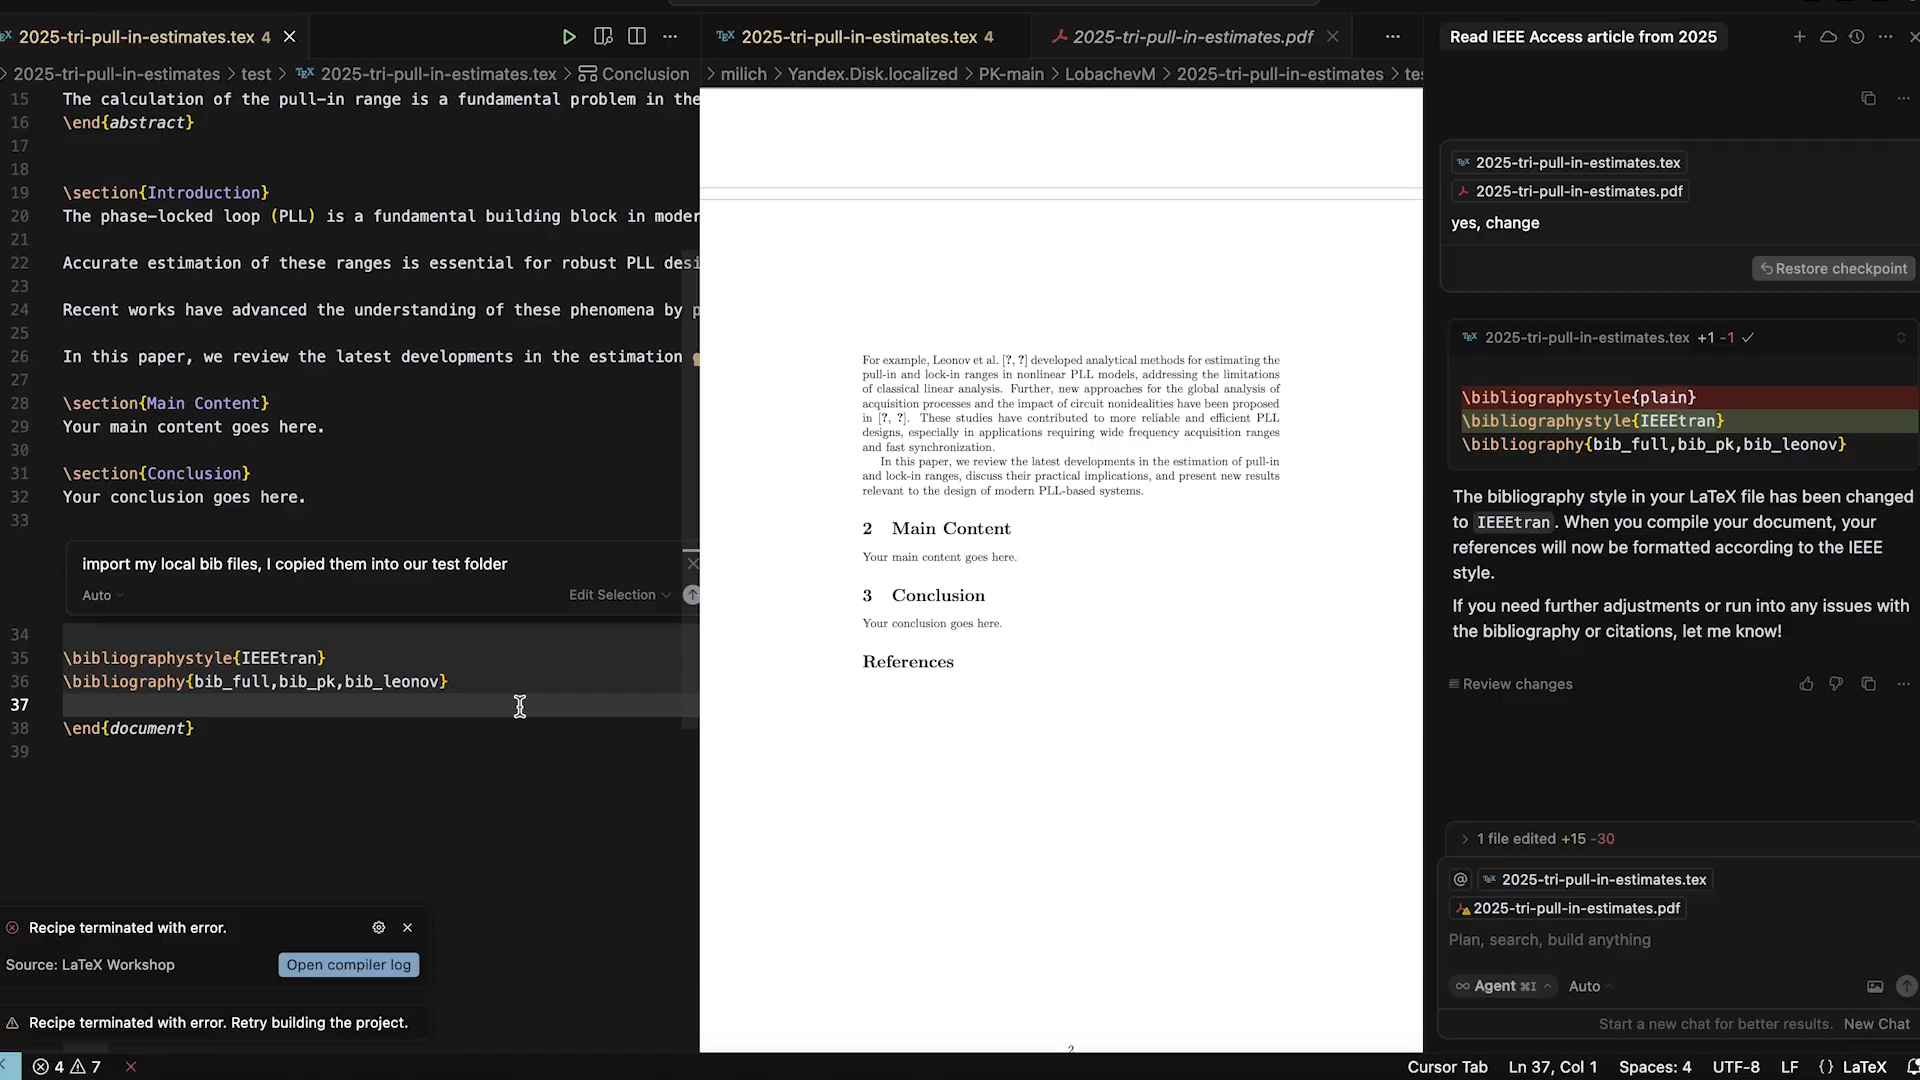 2025-tri-pull-in-estimates.tex 4
2025-tri-pull-in-estimates > test > 2025-tri-pull-in-estimates.tex > Conclusion
15 The calculation of the pull-in range is a fundamental problem in the
16 \end{abstract}
17
18
19 \section{Introduction}
20 The phase-locked loop (PLL) is a fundamental building block in moder
21
22 Accurate estimation of these ranges is essential for robust PLL desi
23
24 Recent works have advanced the understanding of these phenomena by p
25
26 In this paper, we review the latest developments in the estimation
27
28 \section{Main Content}
29 Your main content goes here.
30
31 \section{Conclusion}
32 Your conclusion goes here.
33
import my local bib files, I copied them into our test folder
Auto
Edit Selection
34
35 \bibliographystyle{IEEEtran}
36 \bibliography{bib_full,bib_pk,bib_leonov}
37
38 \end{document}
39
Recipe terminated with error.
Source: LaTeX Workshop
Open compiler log
Recipe terminated with error. Retry building the project.
4 7
2025-tri-pull-in-estimates.tex 4
2025-tri-pull-in-estimates.pdf
> milich > Yandex.Disk.localized > PK-main > LobachevM > 2025-tri-pull-in-estimates > tes
For example, Leonov et al. [?, ?] developed analytical methods for estimating the
pull-in and lock-in ranges in nonlinear PLL models, addressing the limitations
of classical linear analysis. Further, new approaches for the global analysis of
acquisition processes and the impact of circuit nonidealities have been proposed
in [?, ?]. These studies have contributed to more reliable and efficient PLL
designs, especially in applications requiring wide frequency acquisition ranges
and fast synchronization.
In this paper, we review the latest developments in the estimation of pull-in
and lock-in ranges, discuss their practical implications, and present new results
relevant to the design of modern PLL-based systems.
2 Main Content
Your main content goes here.
3 Conclusion
Your conclusion goes here.
References
2
Read IEEE Access article from 2025
2025-tri-pull-in-estimates.tex
2025-tri-pull-in-estimates.pdf
yes, change
Restore checkpoint
2025-tri-pull-in-estimates.tex +1 -1
\bibliographystyle{plain}
\bibliographystyle{IEEEtran}
\bibliography{bib_full,bib_pk,bib_leonov}
The bibliography style in your LaTeX file has been changed
to IEEEtran. When you compile your document, your
references will now be formatted according to the IEEE
style.
If you need further adjustments or run into any issues with
the bibliography or citations, let me know!
Review changes
1 file edited +15 -30
@ 2025-tri-pull-in-estimates.tex
2025-tri-pull-in-estimates.pdf
Plan, search, build anything
Agent ⌘I
Auto
Start a new chat for better results. New Chat
Cursor Tab Ln 37, Col 1 Spaces: 4 UTF-8 LF {} LaTeX